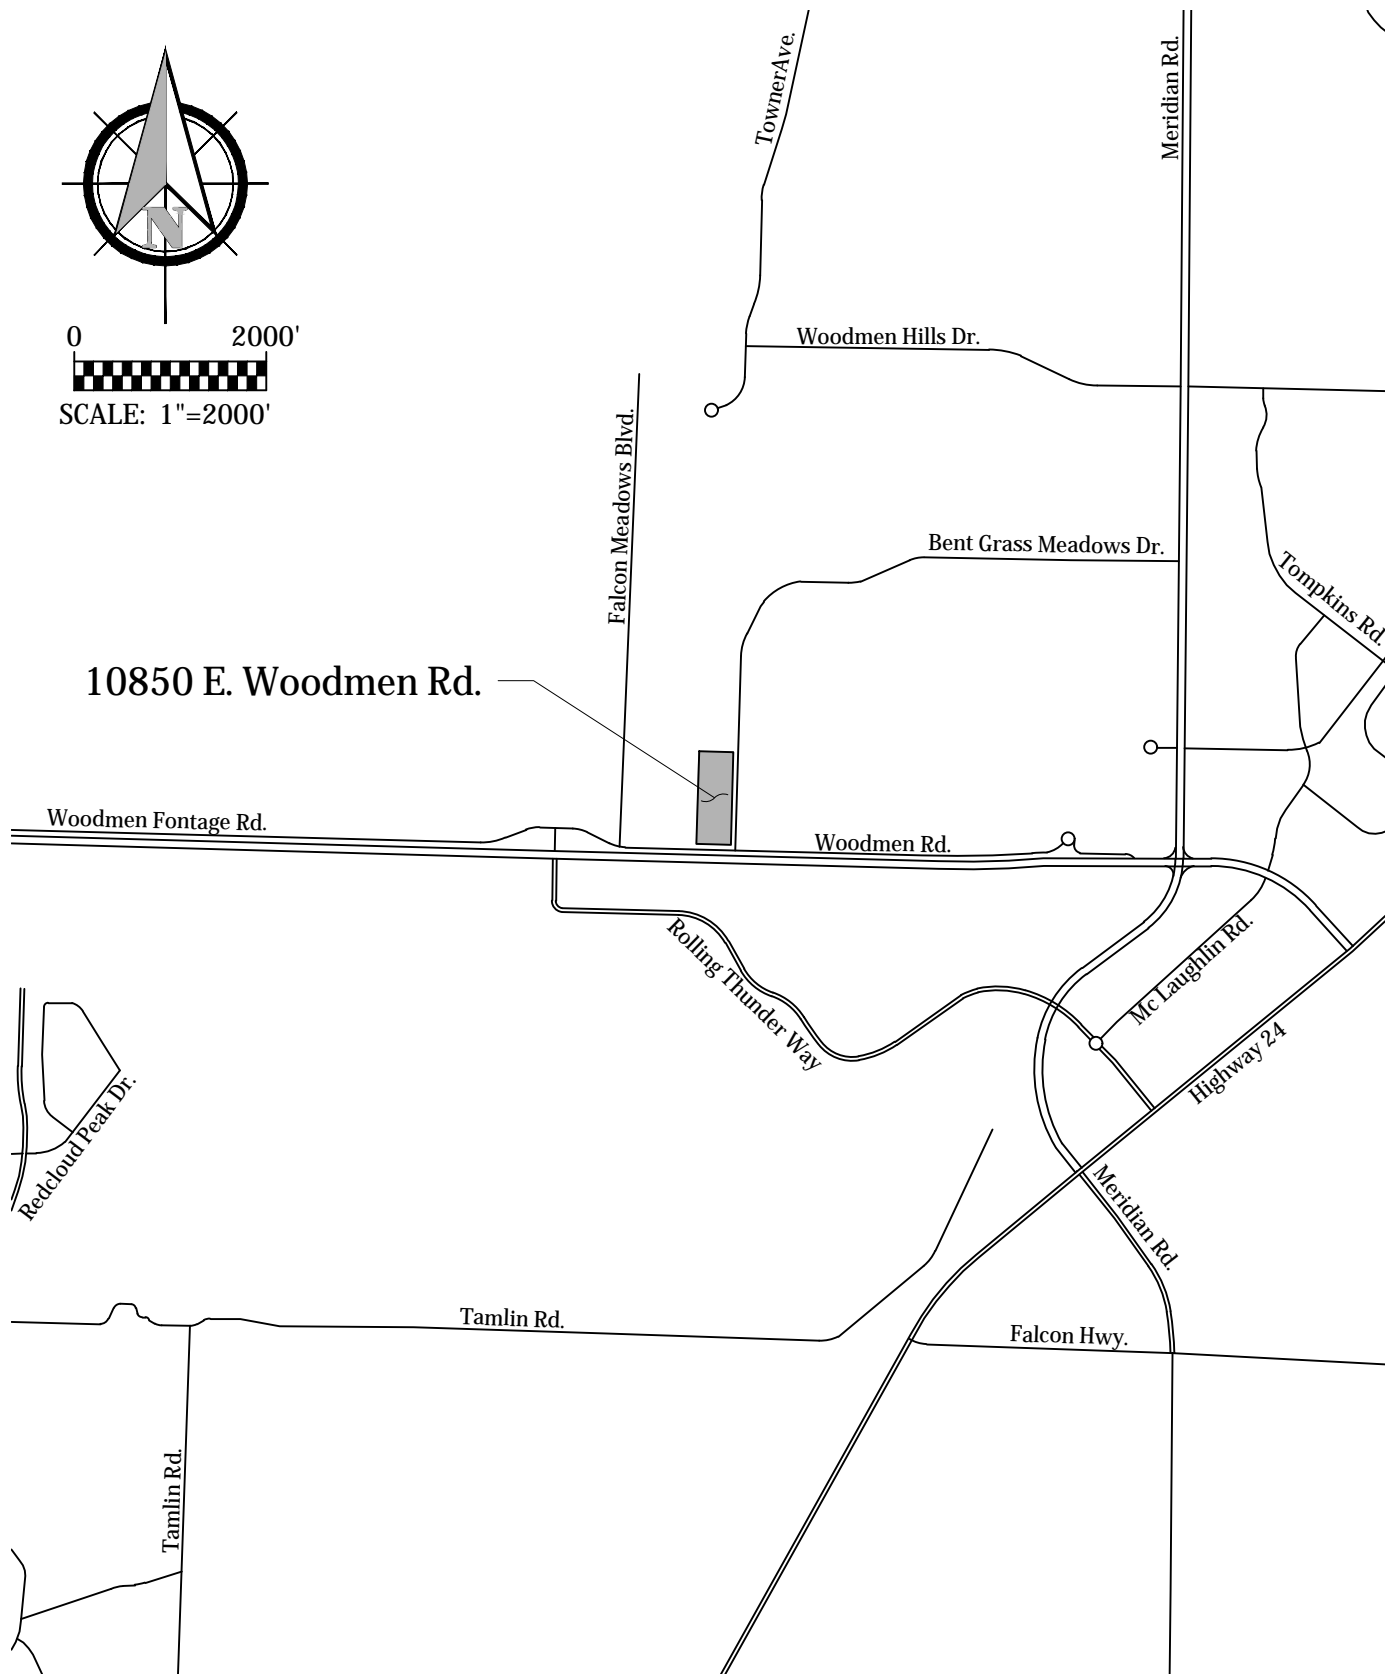 TownerAve.
Meridian Rd.
N
0 2000'
SCALE: 1"=2000'
Woodmen Hills Dr.
Falcon Meadows Blvd.
Bent Grass Meadows Dr.
Tompkins Rd.
10850 E. Woodmen Rd.
Woodmen Fontage Rd.
Woodmen Rd.
Rolling Thunder Way
Mc Laughlin Rd.
Highway 24
Redcloud Peak Dr.
Meridian Rd.
Tamlin Rd.
Falcon Hwy.
Tamlin Rd.